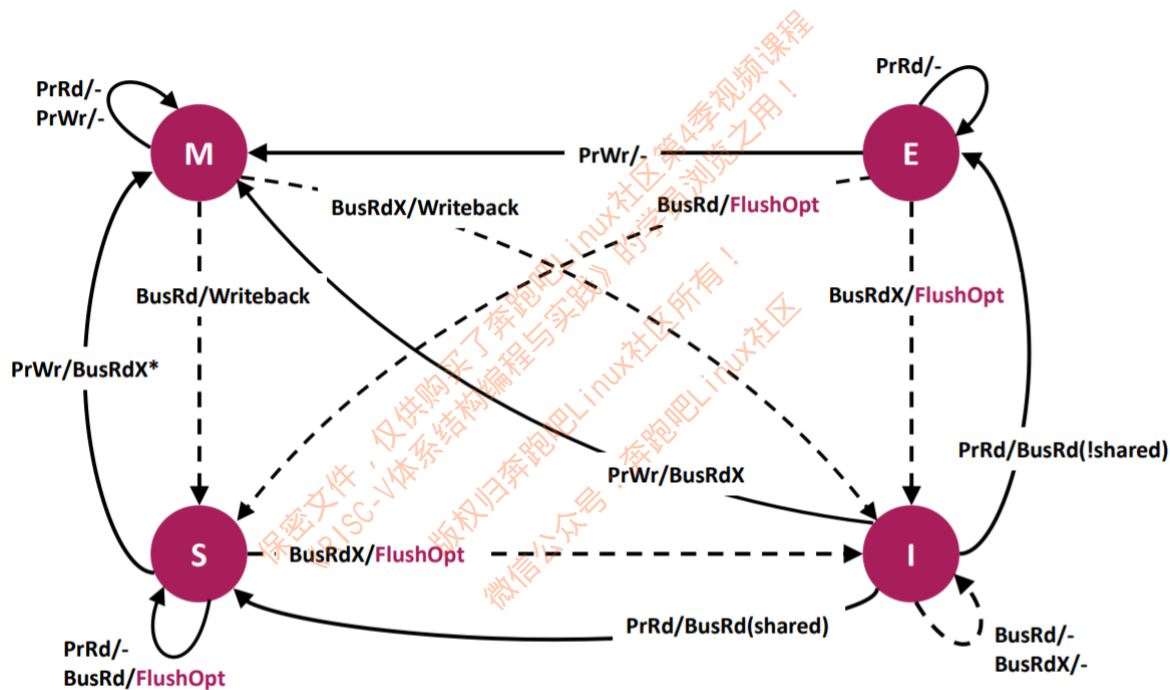 PrRd/-
PrWr/-
M
PrRd/-
E
PrWr/-
BusRdX/Writeback
BusRd/FlushOpt
BusRd/Writeback
BusRdX/FlushOpt
PrWr/BusRdX*
PrRd/BusRd(!shared)
PrWr/BusRdX
S
BusRdX/FlushOpt
I
PrRd/BusRd(shared)
PrRd/-
BusRd/FlushOpt
BusRd/-
BusRdX/-
保密文件，仅供购买了奔跑吧Linux社区第4季视频课程
《RISC-V体系结构编程与实践》的学员浏览之用！
版权归奔跑吧Linux社区所有！
微信公众号：奔跑吧Linux社区